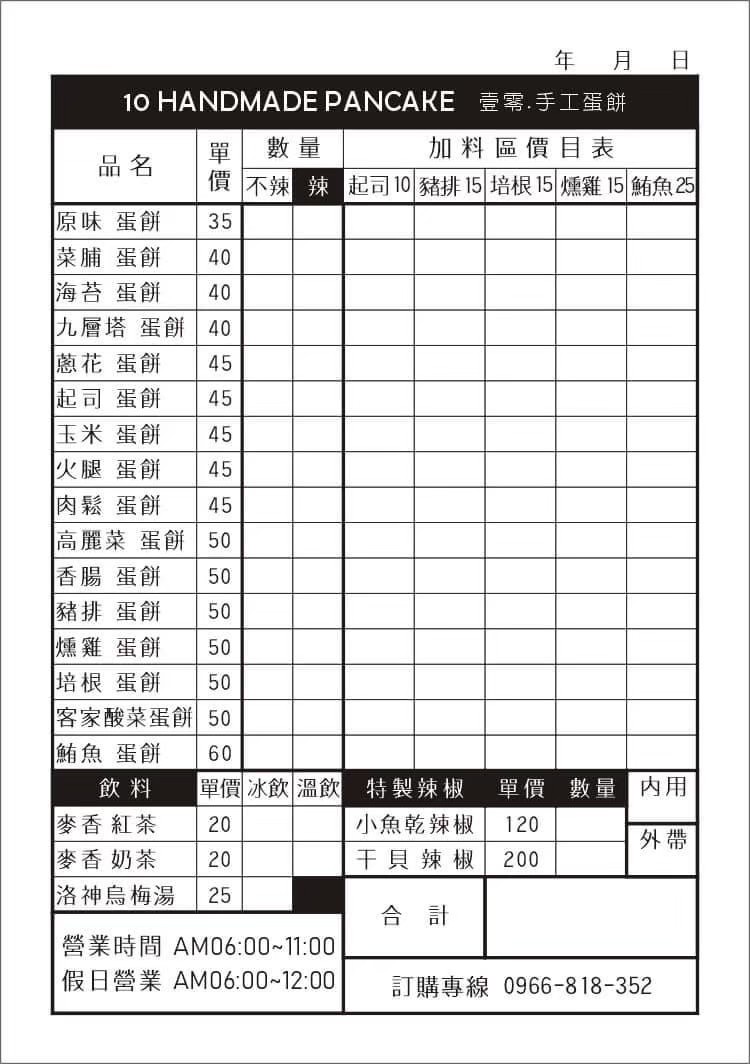 年 月 日
10 HANDMADE PANCAKE 壹零.手工蛋餅
品名 單價 數量 加料區價目表
不辣 辣 起司10 豬排15 培根15 燻雞15 鮪魚25
原味 蛋餅 35
菜脯 蛋餅 40
海苔 蛋餅 40
九層塔 蛋餅 40
蔥花 蛋餅 45
起司 蛋餅 45
玉米 蛋餅 45
火腿 蛋餅 45
肉鬆 蛋餅 45
高麗菜 蛋餅 50
香腸 蛋餅 50
豬排 蛋餅 50
燻雞 蛋餅 50
培根 蛋餅 50
客家酸菜蛋餅 50
鮪魚 蛋餅 60
飲料 單價 冰飲 溫飲 特製辣椒 單價 數量 內用
麥香紅茶 20 小魚乾辣椒 120
外帶
麥香奶茶 20 干貝辣椒 200
洛神烏梅湯 25
合計
營業時間 AM06:00~11:00
假日營業 AM06:00~12:00
訂購專線 0966-818-352